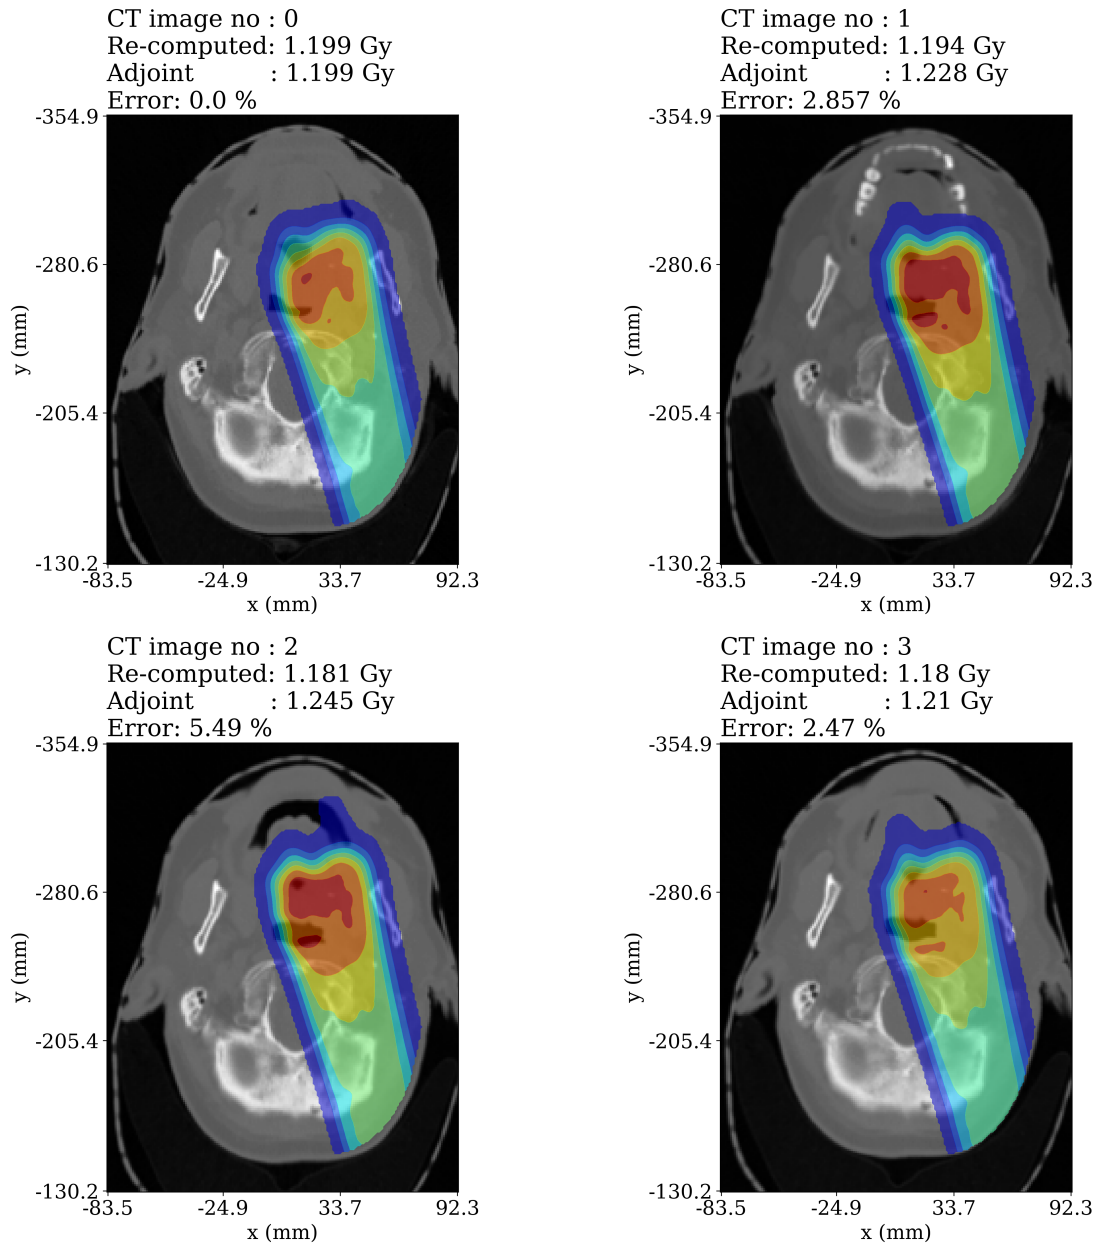 CT image no : 0
Re-computed: 1.199 Gy
Adjoint : 1.199 Gy
Error: 0.0 %
-354.9
-280.6
-205.4
-130.2
y (mm)
-83.5 -24.9 33.7 92.3
x (mm)
CT image no : 1
Re-computed: 1.194 Gy
Adjoint : 1.228 Gy
Error: 2.857 %
-354.9
-280.6
-205.4
-130.2
y (mm)
-83.5 -24.9 33.7 92.3
x (mm)
CT image no : 2
Re-computed: 1.181 Gy
Adjoint : 1.245 Gy
Error: 5.49 %
-354.9
-280.6
-205.4
-130.2
y (mm)
-83.5 -24.9 33.7 92.3
x (mm)
CT image no : 3
Re-computed: 1.18 Gy
Adjoint : 1.21 Gy
Error: 2.47 %
-354.9
-280.6
-205.4
-130.2
y (mm)
-83.5 -24.9 33.7 92.3
x (mm)